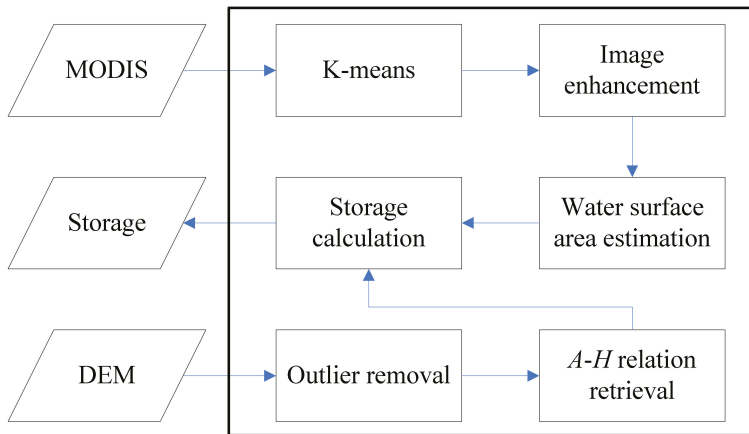 MODIS
K-means
Image
enhancement
Storage
Storage
calculation
Water surface
area estimation
DEM
Outlier removal
A-H relation
retrieval